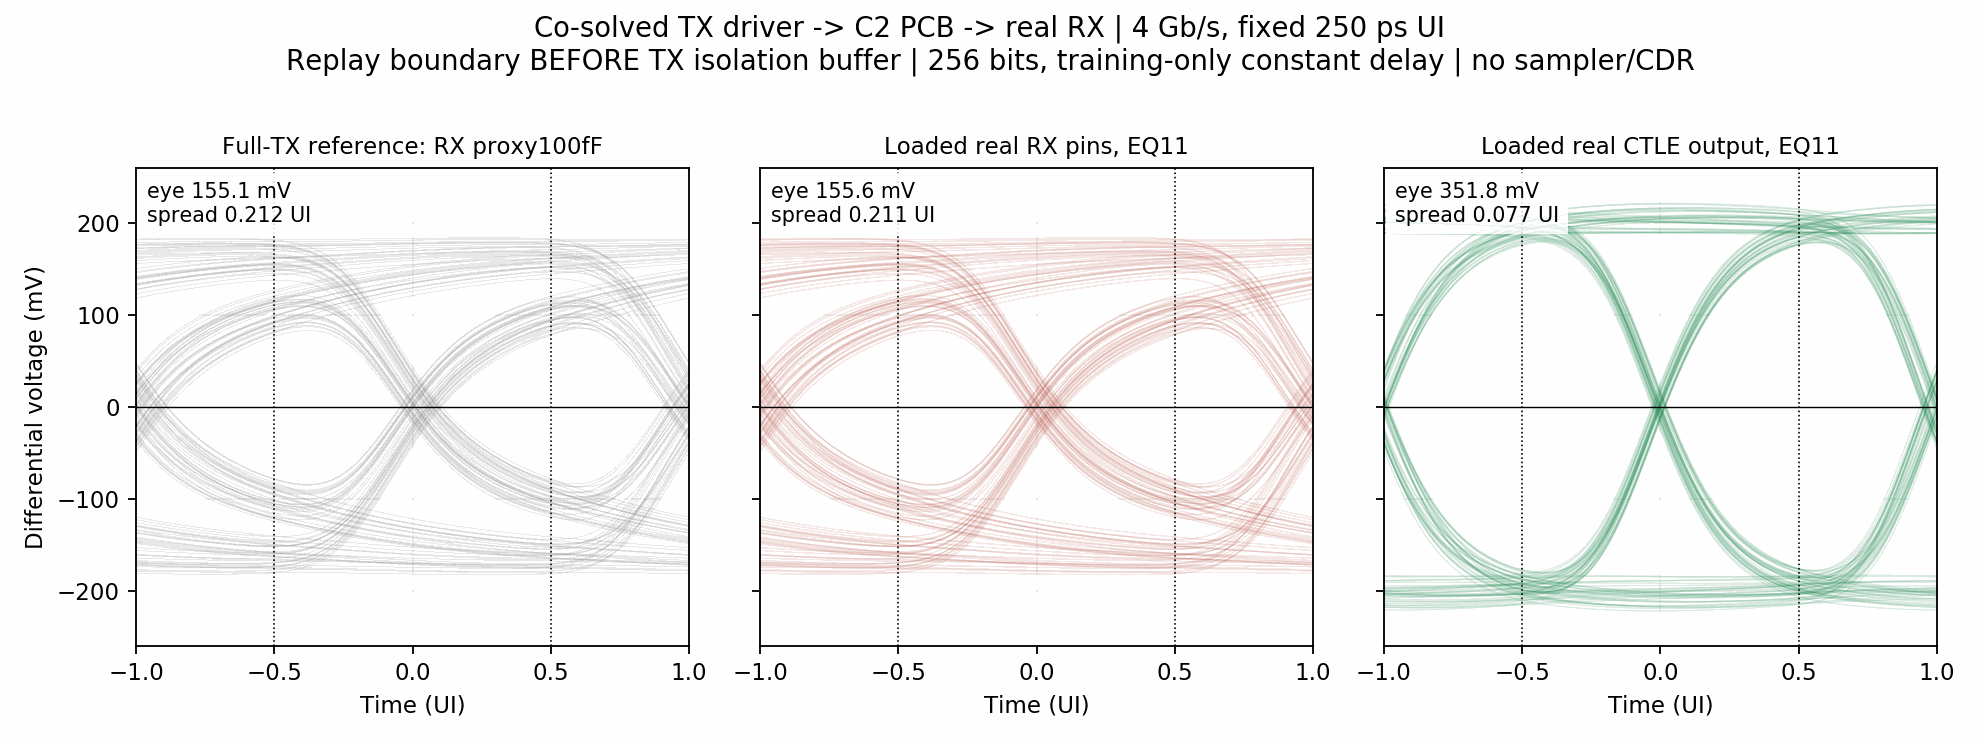 Co-solved TX driver -> C2 PCB -> real RX | 4 Gb/s, fixed 250 ps UI
Replay boundary BEFORE TX isolation buffer | 256 bits, training-only constant delay | no sampler/CDR
Full-TX reference: RX proxy100fF
eye 155.1 mV
spread 0.212 UI
Differential voltage (mV)
200
100
0
−100
−200
−1.0
−0.5
0.0
0.5
1.0
Time (UI)
Loaded real RX pins, EQ11
eye 155.6 mV
spread 0.211 UI
−1.0
−0.5
0.0
0.5
1.0
Time (UI)
Loaded real CTLE output, EQ11
eye 351.8 mV
spread 0.077 UI
−1.0
−0.5
0.0
0.5
1.0
Time (UI)